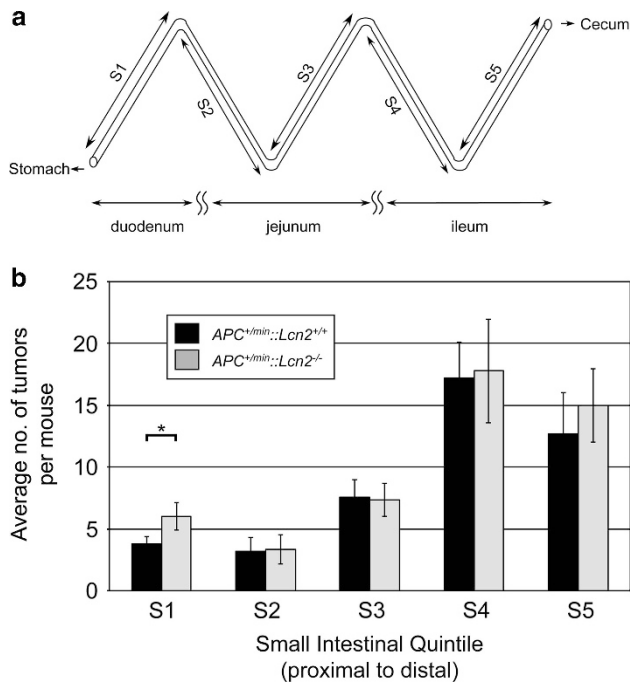 a
S1
S2
S3
S4
S5
Cecum
Stomach
duodenum
jejunum
ileum
b
25
20
15
10
5
0
Average no. of tumors
per mouse
APC+/min::Lcn2+/+
APC+/min::Lcn2-/-
*
S1 S2 S3 S4 S5
Small Intestinal Quintile
(proximal to distal)